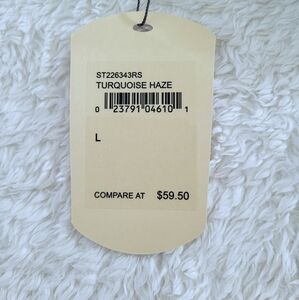 ST226343RS
TURQUOISE HAZE
0 23791 04610 1
L
COMPARE AT $59.50